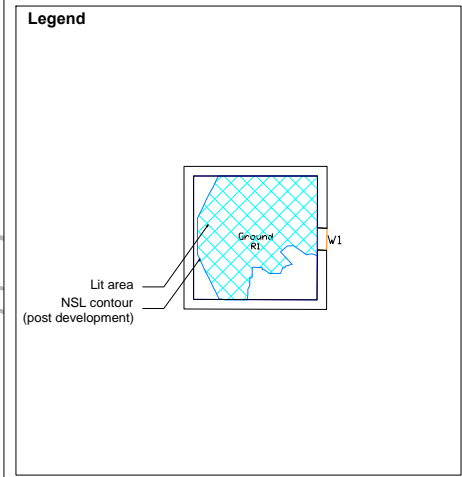 Legend
Ground
R1
W1
Lit area
NSL contour
(post development)